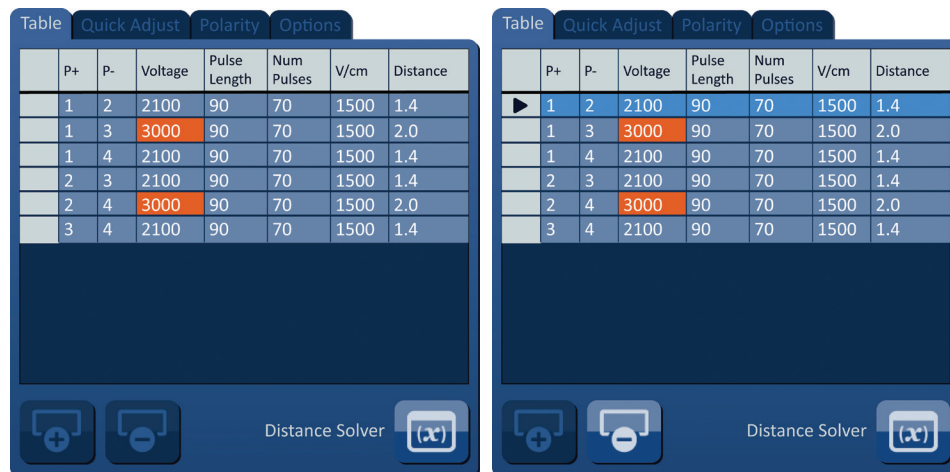 Table Quick Adjust Polarity Options
P+ P- Voltage Pulse Length Num Pulses V/cm Distance
1 2 2100 90 70 1500 1.4
1 3 3000 90 70 1500 2.0
1 4 2100 90 70 1500 1.4
2 3 2100 90 70 1500 1.4
2 4 3000 90 70 1500 2.0
3 4 2100 90 70 1500 1.4
Distance Solver (x)
Table Quick Adjust Polarity Options
P+ P- Voltage Pulse Length Num Pulses V/cm Distance
1 2 2100 90 70 1500 1.4
1 3 3000 90 70 1500 2.0
1 4 2100 90 70 1500 1.4
2 3 2100 90 70 1500 1.4
2 4 3000 90 70 1500 2.0
3 4 2100 90 70 1500 1.4
Distance Solver (x)